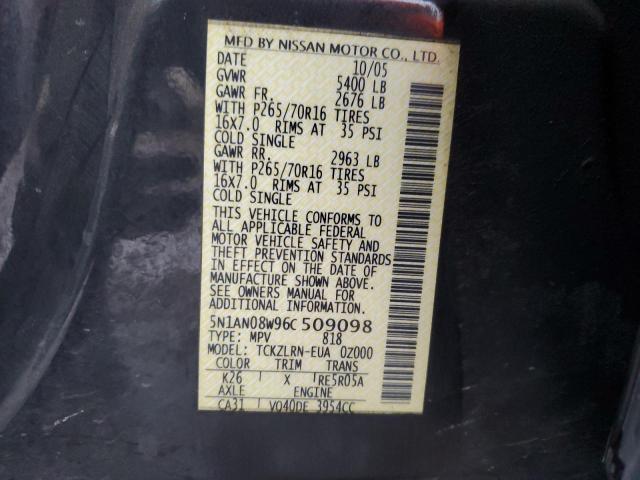 MFD BY NISSAN MOTOR CO., LTD.
DATE 10/05
GVWR 5400 LB
GAWR FR. 2676 LB
WITH P265/70R16 TIRES
16X7.0 RIMS AT 35 PSI
COLD SINGLE
GAWR RR. 2963 LB
WITH P265/70R16 TIRES
16X7.0 RIMS AT 35 PSI
COLD SINGLE
THIS VEHICLE CONFORMS TO
ALL APPLICABLE FEDERAL
MOTOR VEHICLE SAFETY AND
THEFT PREVENTION STANDARDS
IN EFFECT ON THE DATE OF
MANUFACTURE SHOWN ABOVE.
SEE OWNERS MANUAL FOR
ADDITIONAL INFORMATION.
5N1AN08W96C509098
TYPE: MPV 818
MODEL: TCKZLRN-EUA 0Z000
COLOR TRIM TRANS
K26 X RE5R05A
AXLE ENGINE
CA31 VQ40DE 3954CC